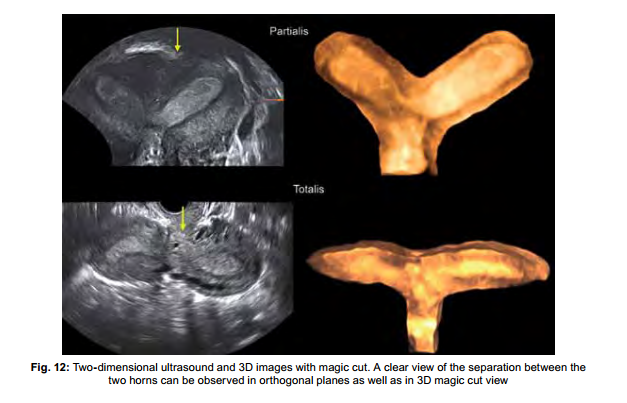 Partialis
Totalis
Fig. 12: Two-dimensional ultrasound and 3D images with magic cut. A clear view of the separation between the
two horns can be observed in orthogonal planes as well as in 3D magic cut view